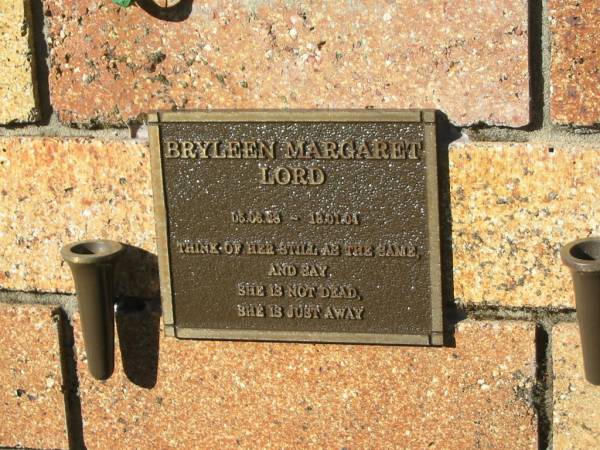 BRYLEEN MARGARET
LORD
THINK OF HER STILL AS THE SAME,
AND SAY,
SHE IS NOT DEAD,
SHE IS JUST AWAY